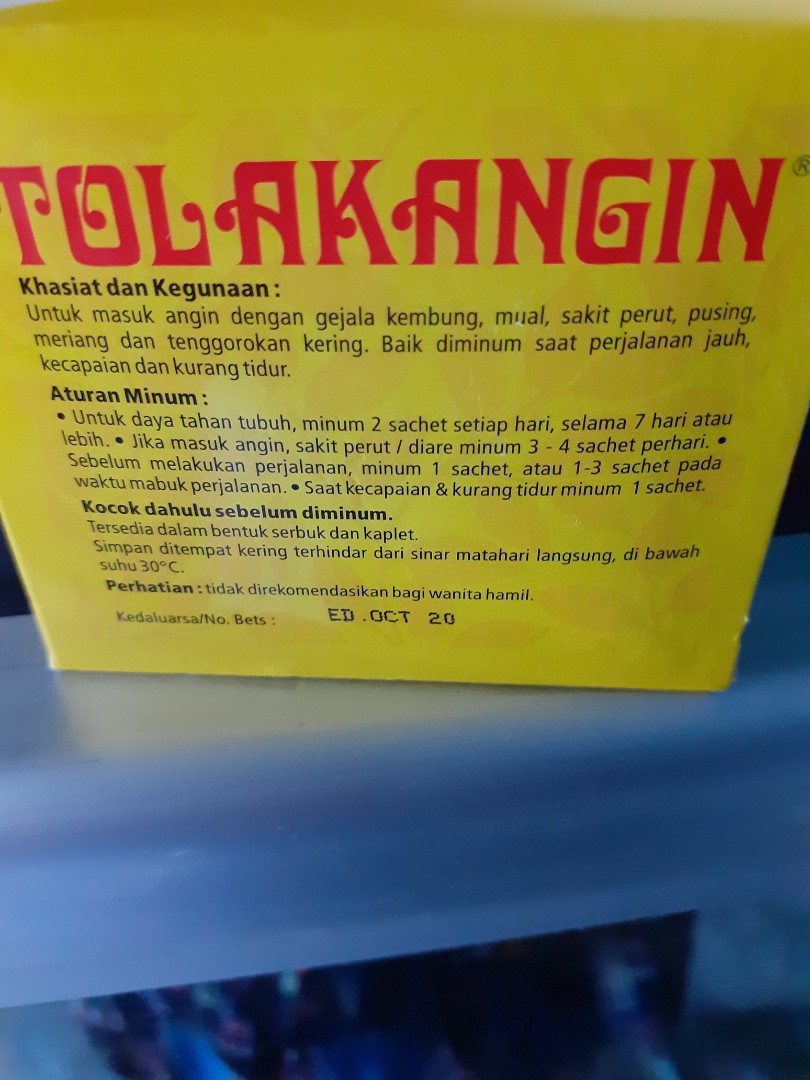 TOLAKANGIN®
Khasiat dan Kegunaan :
Untuk masuk angin dengan gejala kembung, mual, sakit perut, pusing,
meriang dan tenggorokan kering. Baik diminum saat perjalanan jauh,
kecapaian dan kurang tidur.
Aturan Minum :
• Untuk daya tahan tubuh, minum 2 sachet setiap hari, selama 7 hari atau
lebih. • Jika masuk angin, sakit perut / diare minum 3 - 4 sachet perhari. •
Sebelum melakukan perjalanan, minum 1 sachet, atau 1-3 sachet pada
waktu mabuk perjalanan. • Saat kecapaian & kurang tidur minum 1 sachet.
Kocok dahulu sebelum diminum.
Tersedia dalam bentuk serbuk dan kaplet.
Simpan ditempat kering terhindar dari sinar matahari langsung, di bawah
suhu 30°C.
Perhatian : tidak direkomendasikan bagi wanita hamil.
Kedaluarsa/No. Bets : ED .OCT 20